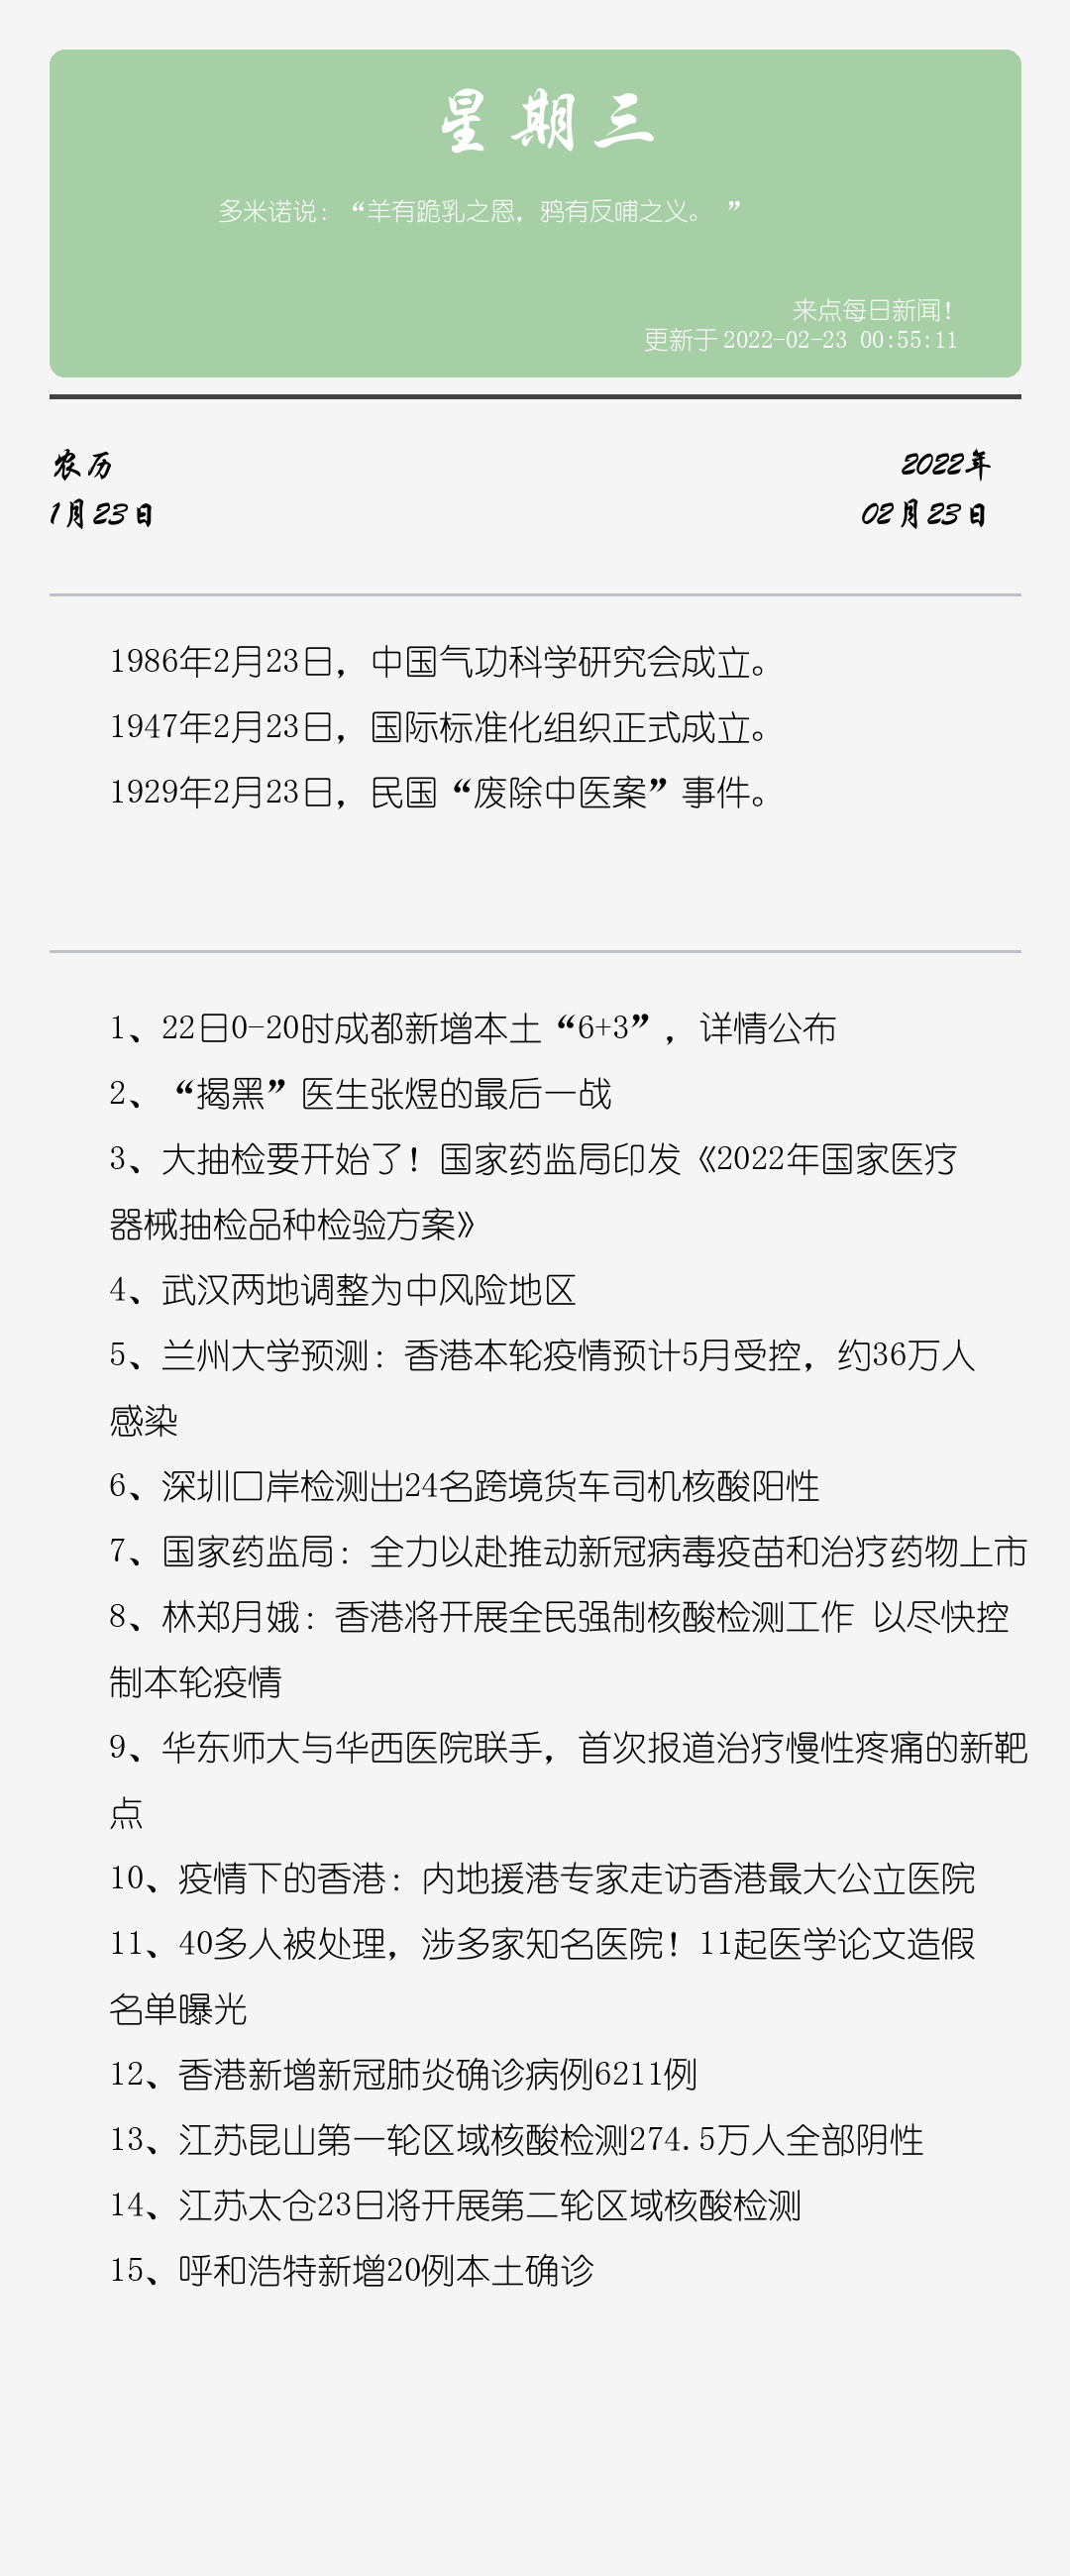 星期三
多米诺说：“羊有跪乳之恩，鸦有反哺之义。 ”
来点每日新闻！
更新于 2022-02-23 00:55:11
农历
2022年
1月23日
02月23日
1986年2月23日，中国气功科学研究会成立。
1947年2月23日，国际标准化组织正式成立。
1929年2月23日，民国“废除中医案”事件。
1、22日0-20时成都新增本土“6+3”，详情公布
2、“揭黑”医生张煜的最后一战
3、大抽检要开始了！国家药监局印发《2022年国家医疗
器械抽检品种检验方案》
4、武汉两地调整为中风险地区
5、兰州大学预测：香港本轮疫情预计5月受控，约36万人
感染
6、深圳口岸检测出24名跨境货车司机核酸阳性
7、国家药监局：全力以赴推动新冠病毒疫苗和治疗药物上市
8、林郑月娥：香港将开展全民强制核酸检测工作 以尽快控
制本轮疫情
9、华东师大与华西医院联手，首次报道治疗慢性疼痛的新靶
点
10、疫情下的香港：内地援港专家走访香港最大公立医院
11、40多人被处理，涉多家知名医院！11起医学论文造假
名单曝光
12、香港新增新冠肺炎确诊病例6211例
13、江苏昆山第一轮区域核酸检测274.5万人全部阴性
14、江苏太仓23日将开展第二轮区域核酸检测
15、呼和浩特新增20例本土确诊